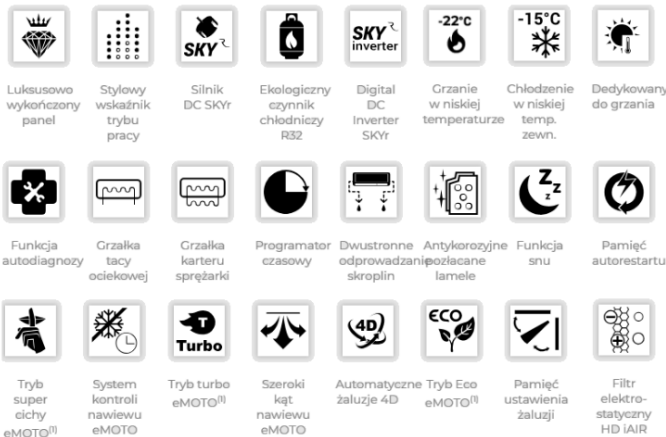 SKY R
SKY R
inverter
-22°C
-15°C
Luksusowo
wykończony
panel
Stylowy
wskaźnik
trybu
pracy
Silnik
DC SKYr
Ekologiczny
czynnik
chłodniczy
R32
Digital
DC
Inverter
SKYr
Grzanie
w niskiej
temperaturze
Chłodzenie
w niskiej
temp.
zewn.
Dedykowany
do grzania
Zz
z
Funkcja
autodiagnozy
Grzałka
tacy
ociekowej
Grzałka
karteru
sprężarki
Programator
czasowy
Dwustronne
odprowadzanie
skroplin
Antykorozyjne
pozłacane
lamele
Funkcja
snu
Pamięć
autorestartu
T
Turbo
4D
ECO
Tryb
super
cichy
eMOTO(1)
System
kontroli
nawiewu
eMOTO
Tryb turbo
eMOTO(1)
Szeroki
kąt
nawiewu
eMOTO
Automatyczne
żaluzje 4D
Tryb Eco
eMOTO(1)
Pamięć
ustawienia
żaluzji
Filtr
elektro-
statyczny
HD iAIR